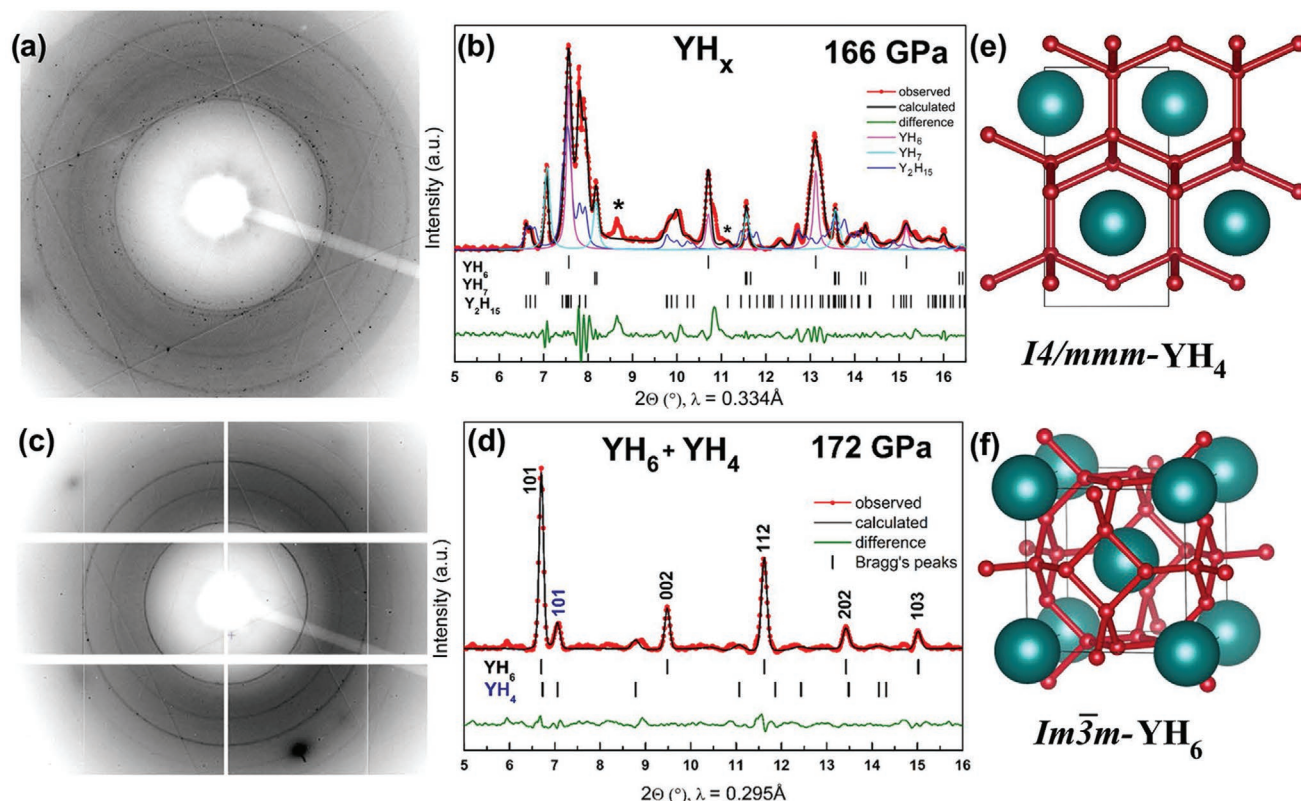 (a)
(b)
YHx
166 GPa
observed
calculated
difference
YH6
YH7
Y2H15
*
*
Intensity (a.u.)
YH6
YH7
Y2H15
5 6 7 8 9 10 11 12 13 14 15 16
2Θ (°), λ = 0.334Å
(e)
I4/mmm-YH4
(c)
(d)
YH6 + YH4
172 GPa
101
101
002
112
202
103
observed
calculated
difference
Bragg's peaks
Intensity (a.u.)
YH6
YH4
5 6 7 8 9 10 11 12 13 14 15 16
2Θ (°), λ = 0.295Å
(f)
Im3̄m-YH6